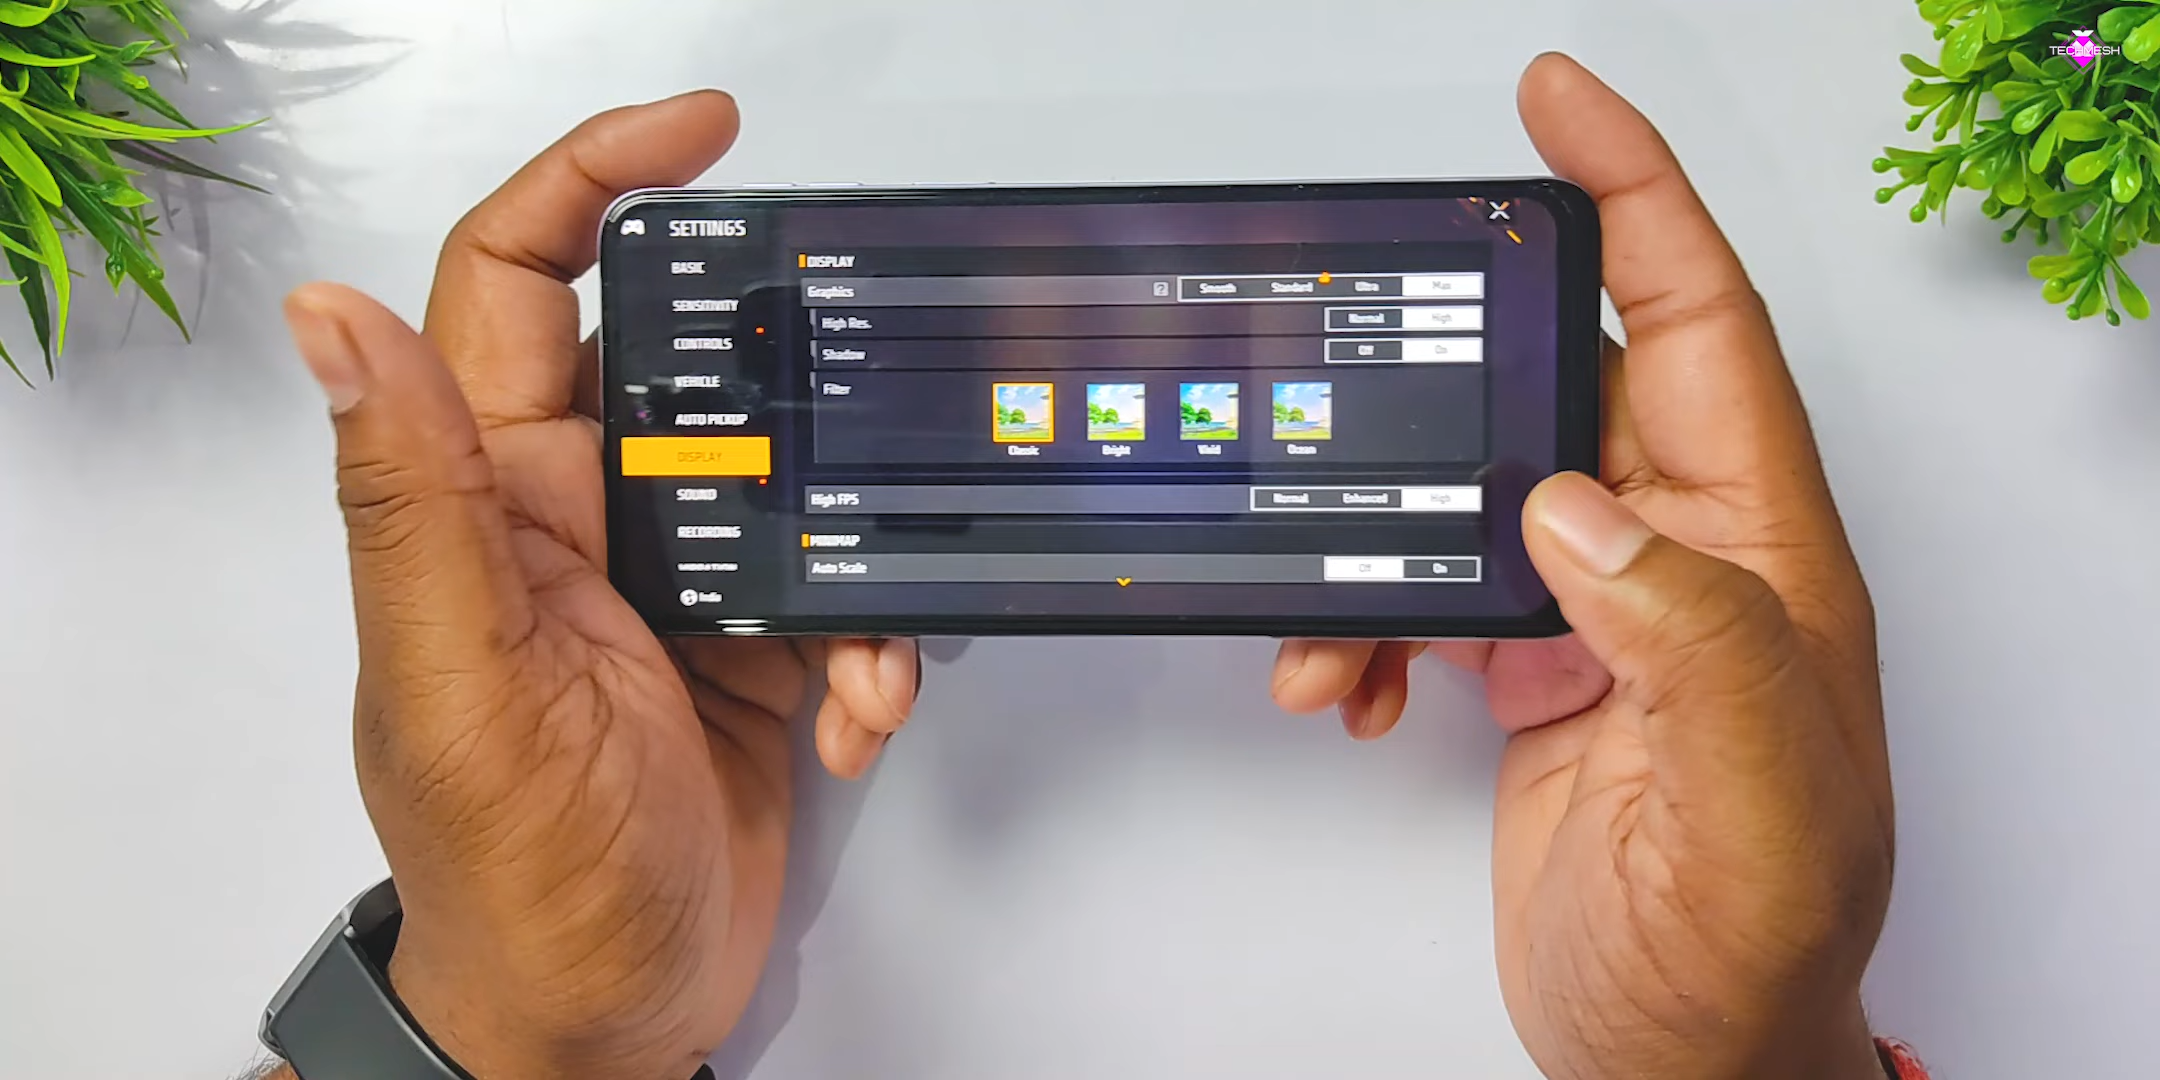 TECHMESH
SETTINGS
BASIC
SENSITIVITY
CONTROLS
VEHICLE
AUTO PICKUP
DISPLAY
SOUND
RECORDING
India
DISPLAY
Graphics ? Smooth Standard Ultra Max
High Res. Normal High
Shadow Off On
Filter
Classic Bright Vivid Ocean
High FPS Normal Enhanced High
MINIMAP
Auto Scale Off On